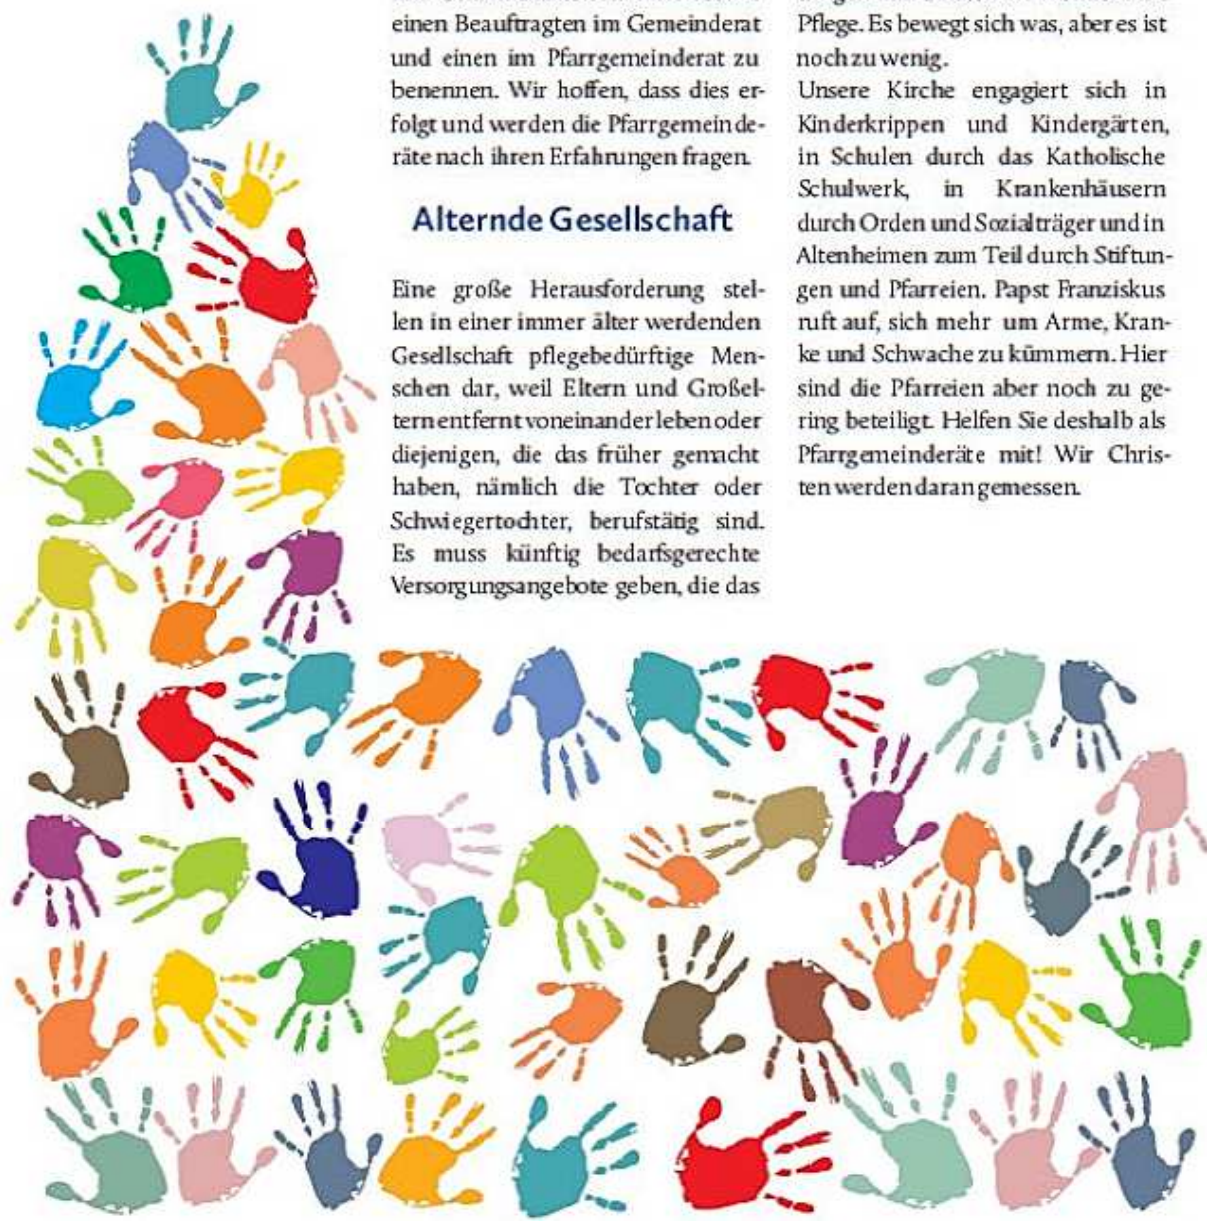 einen Beauftragten im Gemeinderat
und einen im Pfarrgemeinderat zu
benennen. Wir hoffen, dass dies er-
folgt und werden die Pfarrgemeinde-
räte nach ihren Erfahrungen fragen.
Alternde Gesellschaft
Eine große Herausforderung stel-
len in einer immer älter werdenden
Gesellschaft pflegebedürftige Men-
schen dar, weil Eltern und Großel-
tern entfernt voneinander leben oder
diejenigen, die das früher gemacht
haben, nämlich die Tochter oder
Schwiegertochter, berufstätig sind.
Es muss künftig bedarfsgerechte
Versorgungsangebote geben, die das
Pflege. Es bewegt sich was, aber es ist
noch zu wenig.
Unsere Kirche engagiert sich in
Kinderkrippen und Kindergärten,
in Schulen durch das Katholische
Schulwerk, in Krankenhäusern
durch Orden und Sozialträger und in
Altenheimen zum Teil durch Stiftun-
gen und Pfarreien. Papst Franziskus
ruft auf, sich mehr um Arme, Kran-
ke und Schwache zu kümmern. Hier
sind die Pfarreien aber noch zu ge-
ring beteiligt. Helfen Sie deshalb als
Pfarrgemeinderäte mit! Wir Chris-
ten werden daran gemessen.